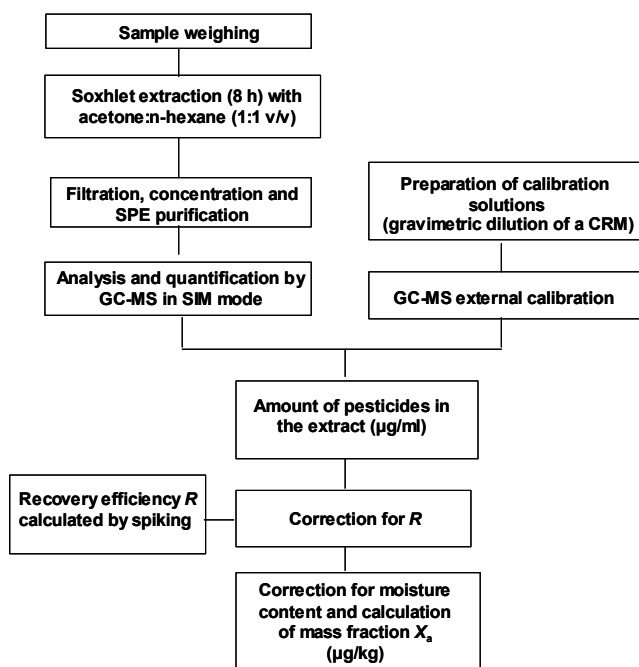 Sample weighing
Soxhlet extraction (8 h) with
acetone:n-hexane (1:1 v/v)
Filtration, concentration and
SPE purification
Analysis and quantification by
GC-MS in SIM mode
Preparation of calibration
solutions
(gravimetric dilution of a CRM)
GC-MS external calibration
Amount of pesticides in
the extract (µg/ml)
Recovery efficiency R
calculated by spiking
Correction for R
Correction for moisture
content and calculation
of mass fraction Xa
(µg/kg)